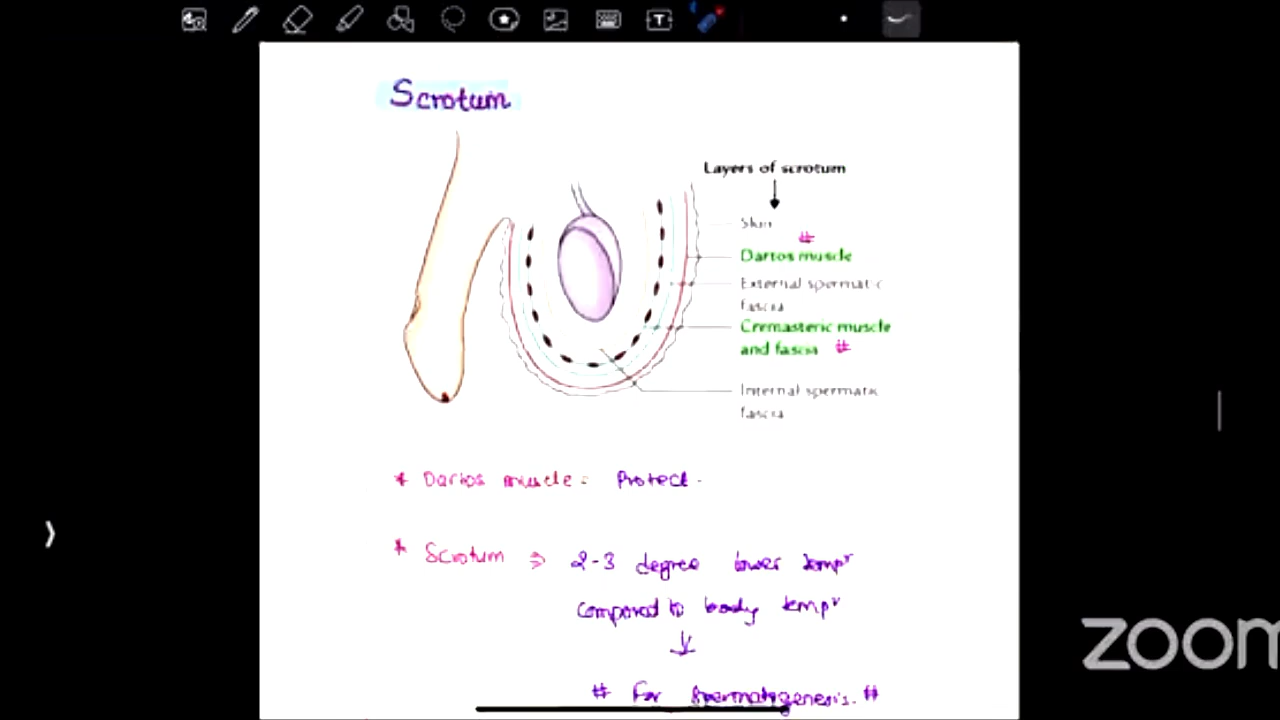 Scrotum
Layers of scrotum
Skin
#
Dartos muscle
External spermatic
fascia
Cremasteric muscle
and fascia #
Internal spermatic
fascia
* Dartos muscle : Protect.
* Scrotum ⇒ 2-3 degree lower tempr
Compared to body tempr
↓
# For Spermatogenesis. #
zoom